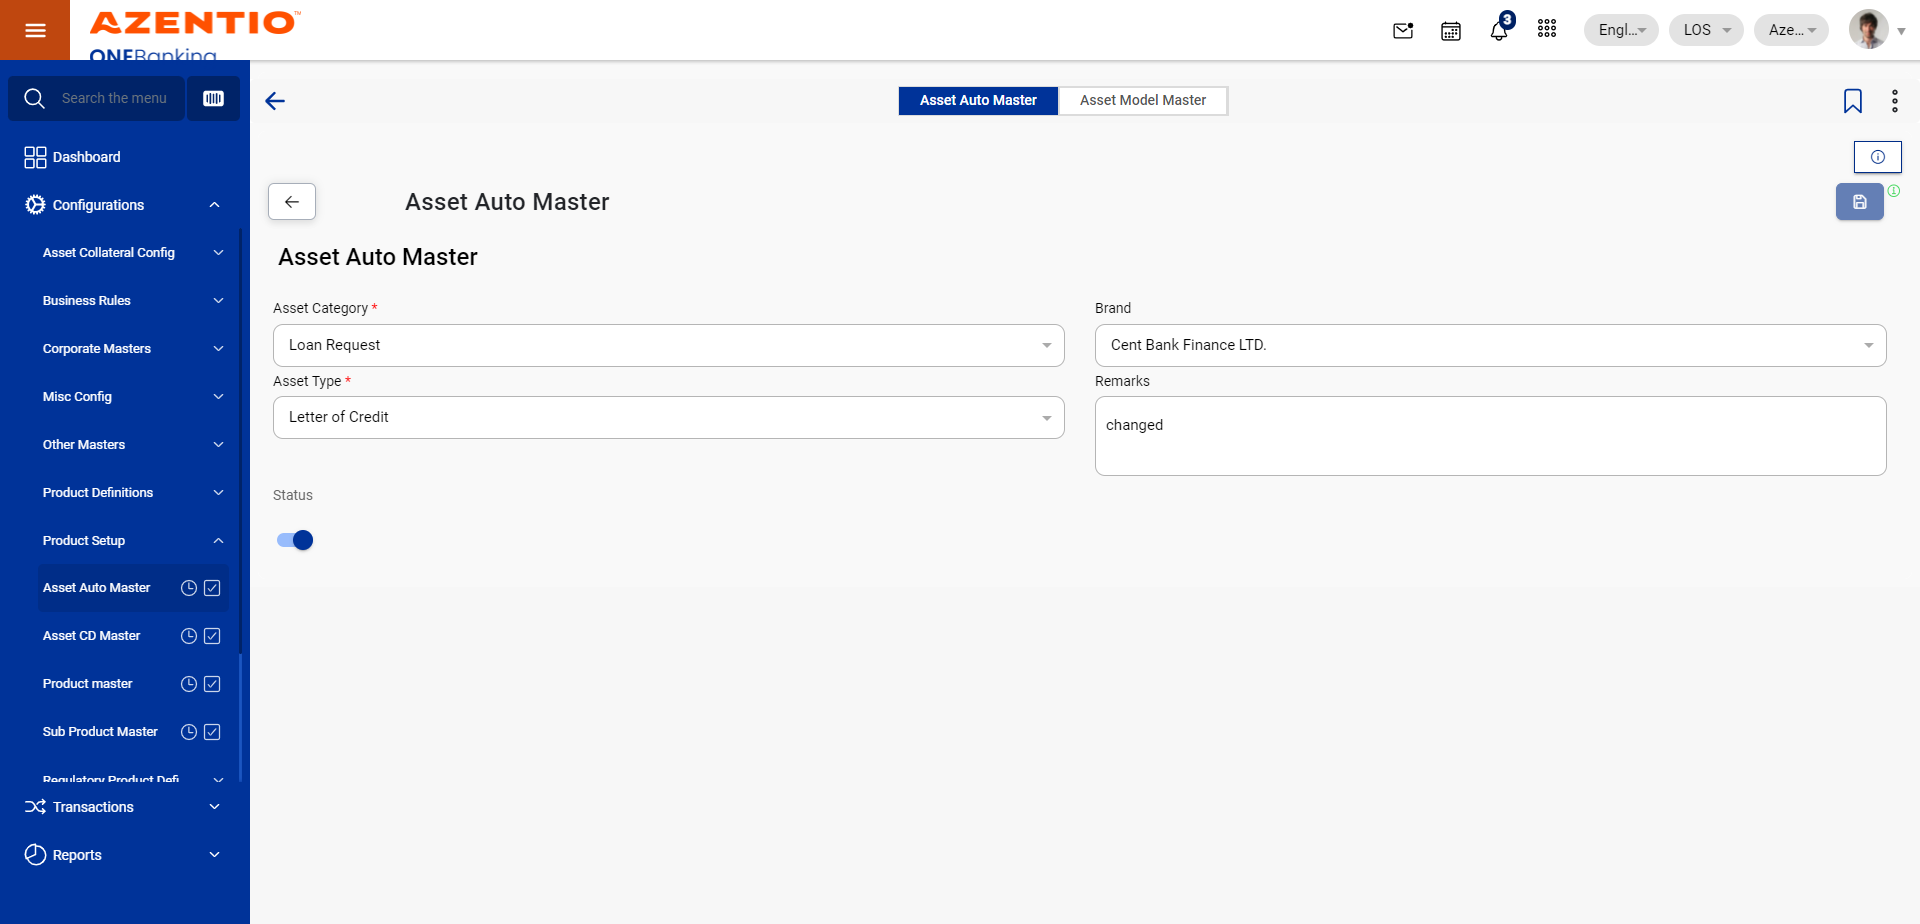 AZENTIO™
ONEBanking
3
Engl...
LOS
Aze...
Search the menu
Asset Auto Master
Asset Model Master
Dashboard
Configurations
Asset Collateral Config
Business Rules
Corporate Masters
Misc Config
Other Masters
Product Definitions
Product Setup
Asset Auto Master
Asset CD Master
Product master
Sub Product Master
Regulatory Product Defi
Transactions
Reports
Asset Auto Master
Asset Auto Master
Asset Category *
Loan Request
Brand
Cent Bank Finance LTD.
Asset Type *
Letter of Credit
Remarks
changed
Status